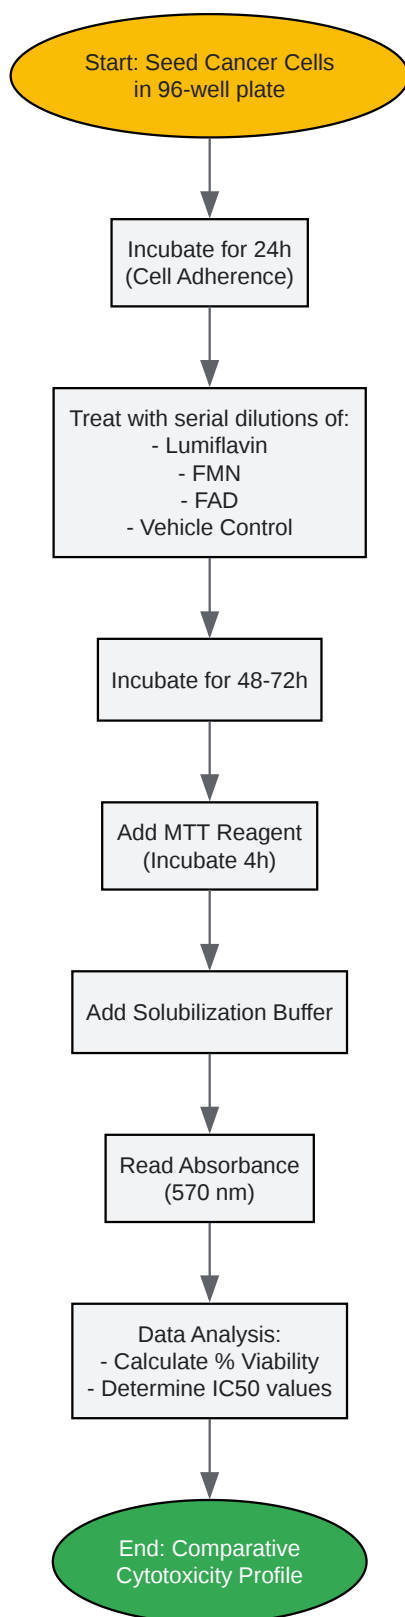 Start: Seed Cancer Cells
in 96-well plate
Incubate for 24h
(Cell Adherence)
Treat with serial dilutions of:
- Lumiflavin
- FMN
- FAD
- Vehicle Control
Incubate for 48-72h
Add MTT Reagent
(Incubate 4h)
Add Solubilization Buffer
Read Absorbance
(570 nm)
Data Analysis:
- Calculate % Viability
- Determine IC50 values
End: Comparative
Cytotoxicity Profile